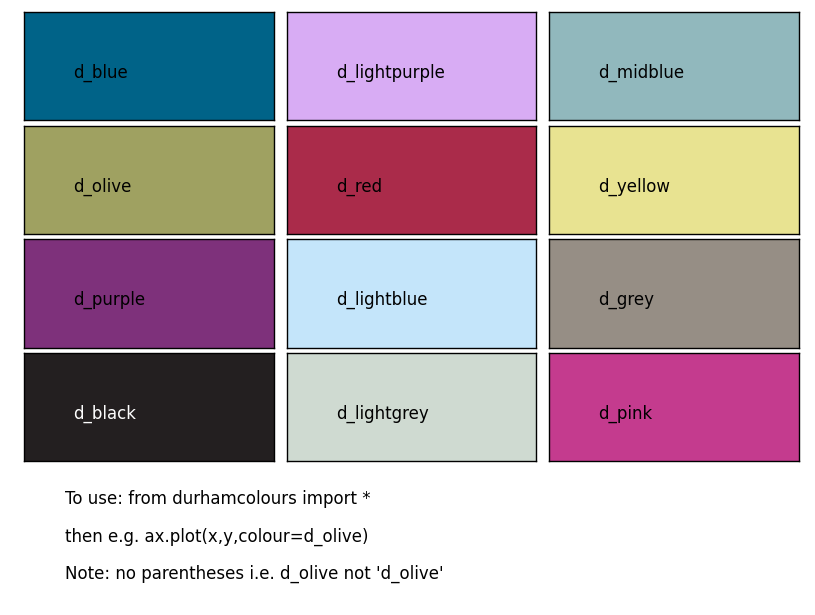 d_blue
d_lightpurple
d_midblue
d_olive
d_red
d_yellow
d_purple
d_lightblue
d_grey
d_black
d_lightgrey
d_pink
To use: from durhamcolours import *
then e.g. ax.plot(x,y,colour=d_olive)
Note: no parentheses i.e. d_olive not 'd_olive'